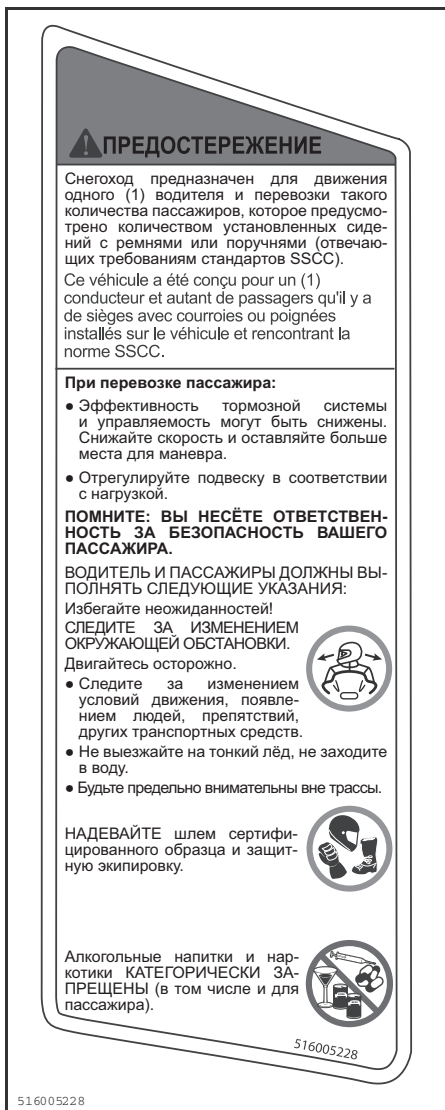 ПРЕДОСТЕРЕЖЕНИЕ
Снегоход предназначен для движения
одного (1) водителя и перевозки такого
количества пассажиров, которое предусмо-
трено количеством установленных сиде-
ний с ремнями или поручнями (отвечаю-
щих требованиям стандартов SSCC).
Ce véhicule a été conçu pour un (1)
conducteur et autant de passagers qu'il y a
de sièges avec courroies ou poignées
installés sur le véhicule et rencontrant la
norme SSCC.
При перевозке пассажира:
● Эффективность тормозной системы
и управляемость могут быть снижены.
Снижайте скорость и оставляйте больше
места для маневра.
● Отрегулируйте подвеску в соответствии
с нагрузкой.
ПОМНИТЕ: ВЫ НЕСЁТЕ ОТВЕТСТВЕН-
НОСТЬ ЗА БЕЗОПАСНОСТЬ ВАШЕГО
ПАССАЖИРА.
ВОДИТЕЛЬ И ПАССАЖИРЫ ДОЛЖНЫ ВЫ-
ПОЛНЯТЬ СЛЕДУЮЩИЕ УКАЗАНИЯ:
Избегайте неожиданностей!
СЛЕДИТЕ ЗА ИЗМЕНЕНИЕМ
ОКРУЖАЮЩЕЙ ОБСТАНОВКИ.
Двигайтесь осторожно.
● Следите за изменением
условий движения, появле-
нием людей, препятствий,
других транспортных средств.
● Не выезжайте на тонкий лёд, не заходите
в воду.
● Будьте предельно внимательны вне трассы.
НАДЕВАЙТЕ шлем сертифи-
цированного образца и защит-
ную экипировку.
Алкогольные напитки и нар-
котики КАТЕГОРИЧЕСКИ ЗА-
ПРЕЩЕНЫ (в том числе и для
пассажира).
516005228
516005228